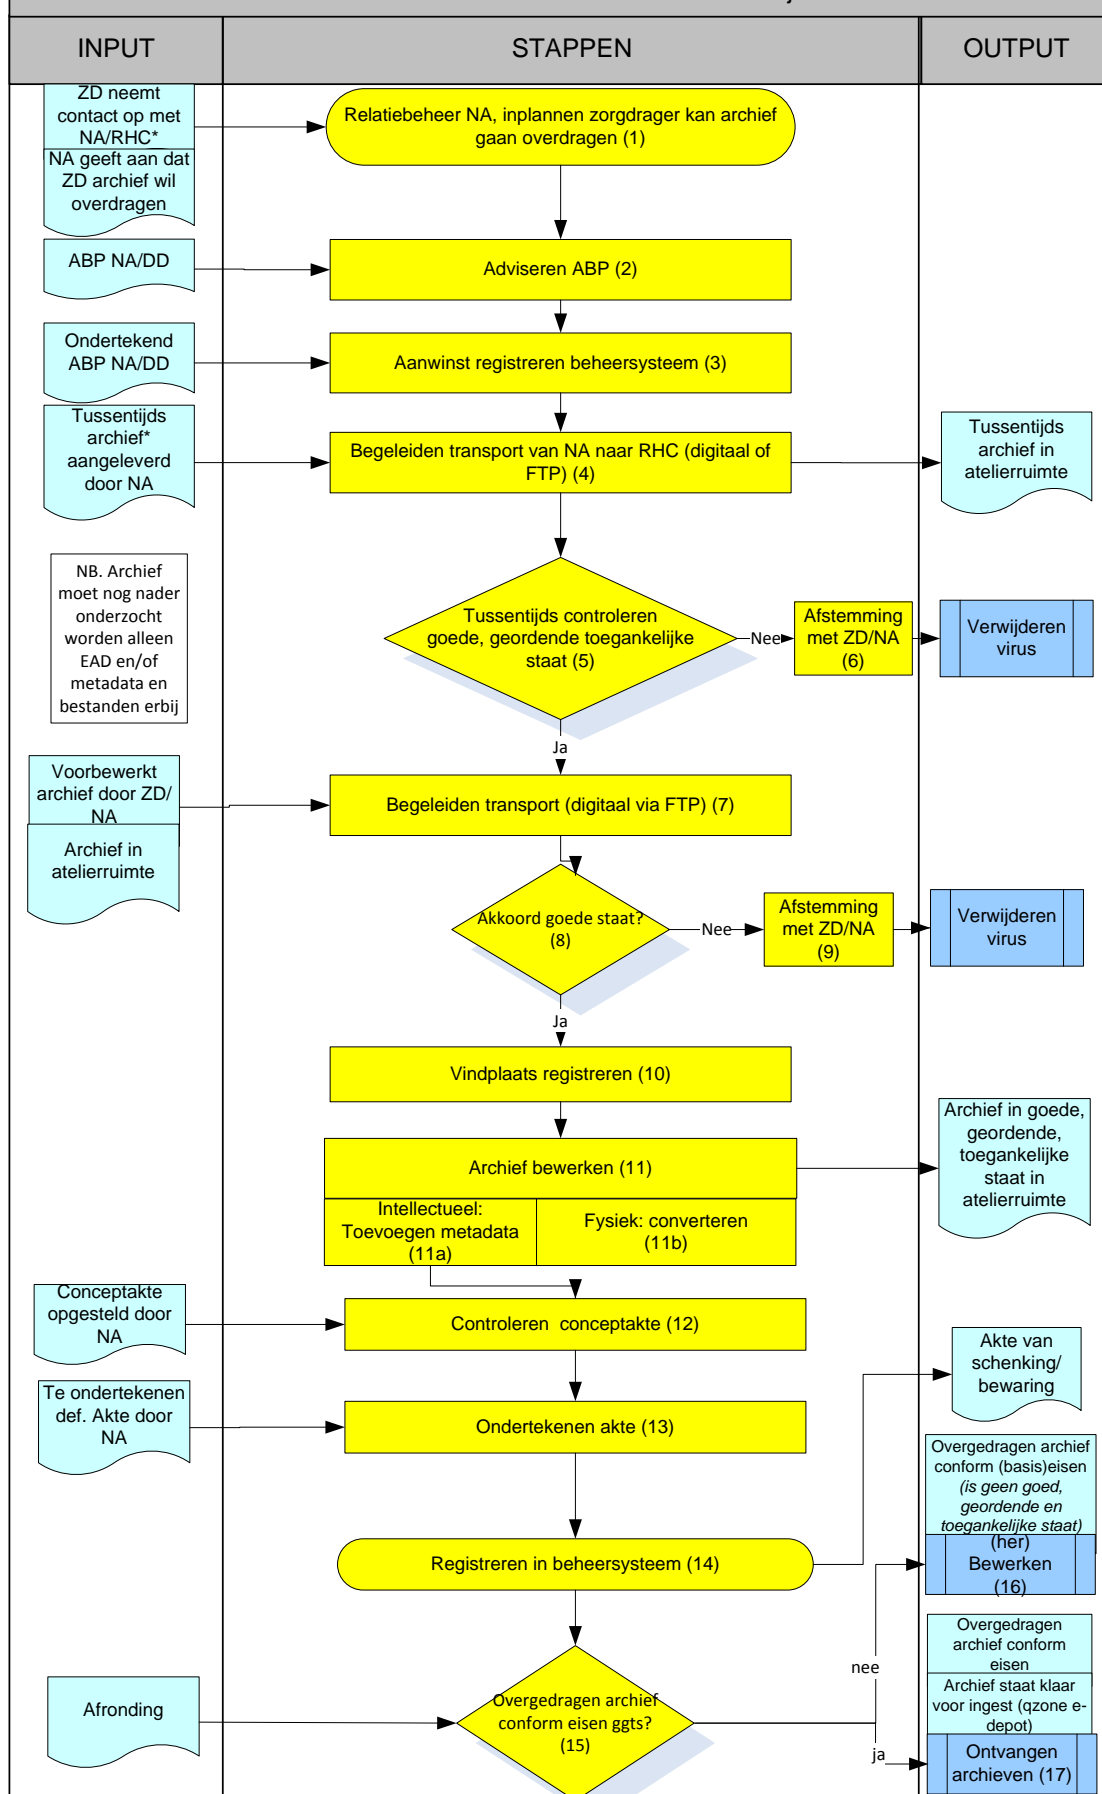 INPUT
STAPPEN
OUTPUT
ZD neemt
contact op met
NA/RHC*
NA geeft aan dat
ZD archief wil
overdragen
Relatiebeheer NA, inplannen zorgdrager kan archief
gaan overdragen (1)
ABP NA/DD
Adviseren ABP (2)
Ondertekend
ABP NA/DD
Aanwinst registreren beheersysteem (3)
Tussentijds
archief*
aangeleverd
door NA
Begeleiden transport van NA naar RHC (digitaal of
FTP) (4)
Tussentijds
archief in
atelierruimte
NB. Archief
moet nog nader
onderzocht
worden alleen
EAD en/of
metadata en
bestanden erbij
Tussentijds controleren
goede, geordende toegankelijke
staat (5)
Nee
Afstemming
met ZD/NA
(6)
Verwijderen
virus
Ja
Voorbewerkt
archief door ZD/
NA
Archief in
atelierruimte
Begeleiden transport (digitaal via FTP) (7)
Akkoord goede staat?
(8)
Nee
Afstemming
met ZD/NA
(9)
Verwijderen
virus
Ja
Vindplaats registreren (10)
Archief bewerken (11)
Intellectueel:
Toevoegen metadata
(11a)
Fysiek: converteren
(11b)
Archief in goede,
geordende,
toegankelijke
staat in
atelierruimte
Conceptakte
opgesteld door
NA
Controleren conceptakte (12)
Te ondertekenen
def. Akte door
NA
Ondertekenen akte (13)
Akte van
schenking/
bewaring
Registreren in beheersysteem (14)
Overgedragen archief
conform (basis)eisen
(is geen goed,
geordende en
toegankelijke staat)
(her)
Bewerken
(16)
Afronding
Overgedragen archief
conform eisen ggts?
(15)
nee
ja
Overgedragen
archief conform
eisen
Archief staat klaar
voor ingest (qzone e-
depot)
Ontvangen
archieven (17)